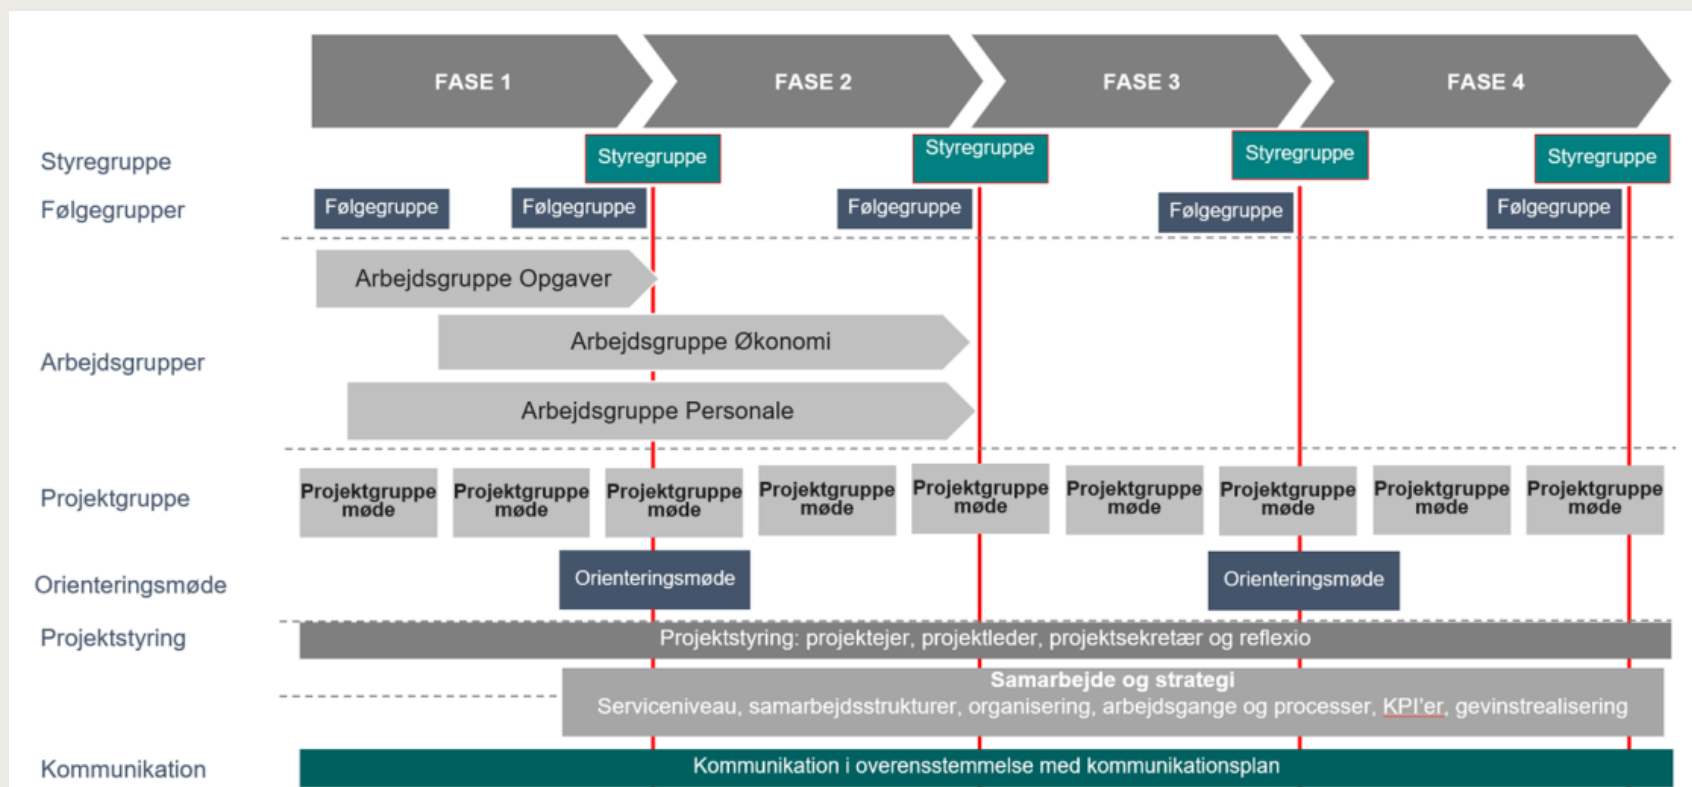 FASE 1
FASE 2
FASE 3
FASE 4
Styregruppe
Styregruppe
Styregruppe
Styregruppe
Styregruppe
Følgegrupper
Følgegruppe
Følgegruppe
Følgegruppe
Følgegruppe
Følgegruppe
Arbejdsgruppe Opgaver
Arbejdsgruppe Økonomi
Arbejdsgrupper
Arbejdsgruppe Personale
Projektgruppe
Projektgruppe
møde
Projektgruppe
møde
Projektgruppe
møde
Projektgruppe
møde
Projektgruppe
møde
Projektgruppe
møde
Projektgruppe
møde
Projektgruppe
møde
Projektgruppe
møde
Orienteringsmøde
Orienteringsmøde
Orienteringsmøde
Projektstyring
Projektstyring: projektejer, projektleder, projektsekretær og reflexio
Samarbejde og strategi
Serviceniveau, samarbejdsstrukturer, organisering, arbejdsgange og processer, KPI'er, gevinstrealisering
Kommunikation
Kommunikation i overensstemmelse med kommunikationsplan